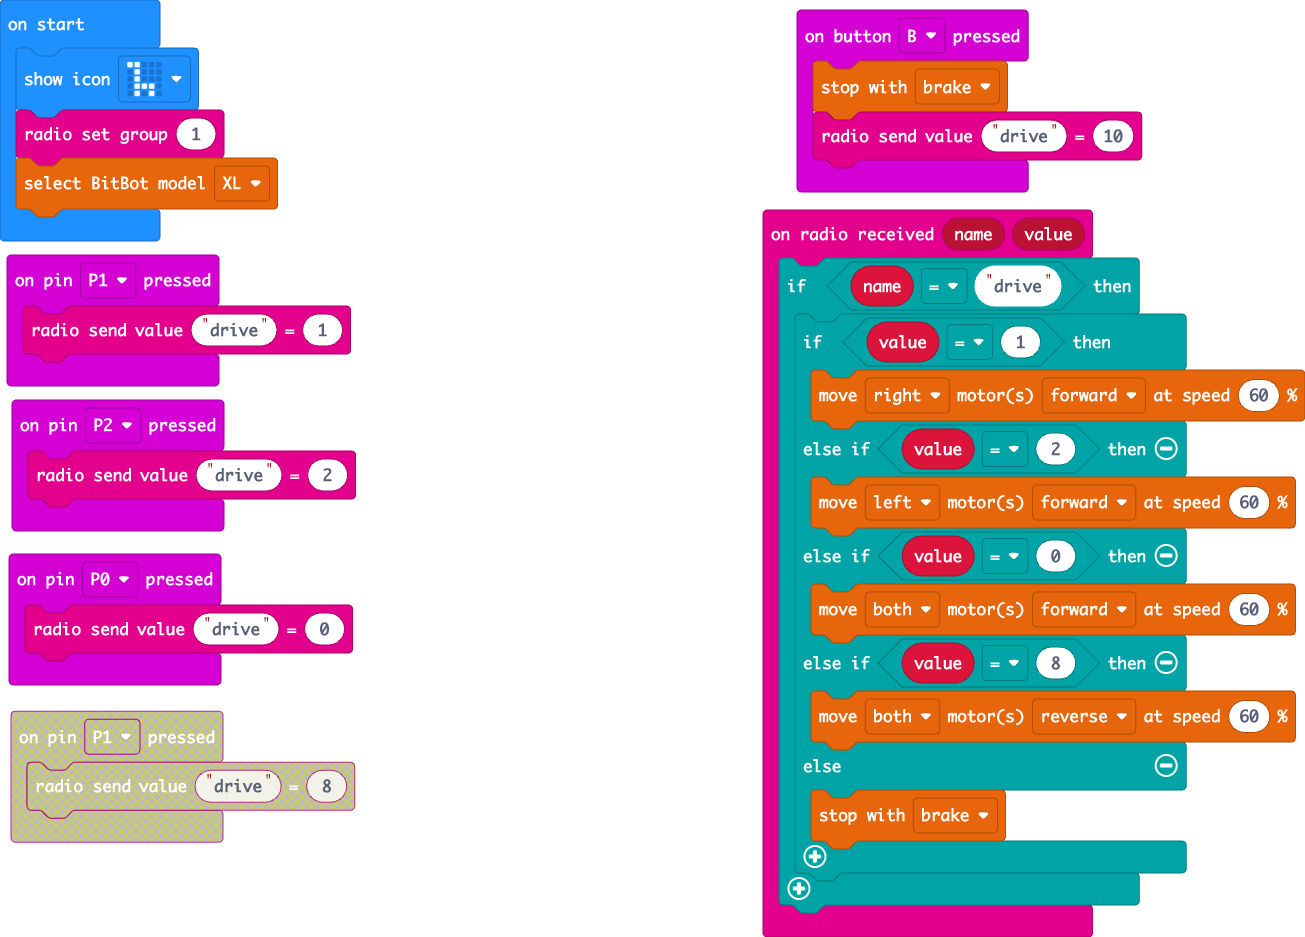 on start
show icon
radio set group 1
select BitBot model XL
on pin P1 pressed
radio send value "drive" = 1
on pin P2 pressed
radio send value "drive" = 2
on pin P0 pressed
radio send value "drive" = 0
on pin P1 pressed
radio send value "drive" = 8
on button B pressed
stop with brake
radio send value "drive" = 10
on radio received name value
if name = "drive" then
if value = 1 then
move right motor(s) forward at speed 60 %
else if value = 2 then
move left motor(s) forward at speed 60 %
else if value = 0 then
move both motor(s) forward at speed 60 %
else if value = 8 then
move both motor(s) reverse at speed 60 %
else
stop with brake